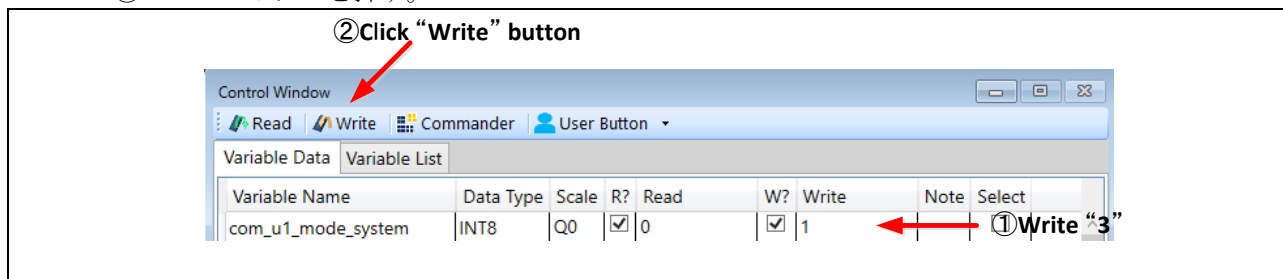 ②Click “Write” button
Control Window
Read Write Commander User Button
Variable Data Variable List
Variable Name Data Type Scale R? Read W? Write Note Select
com_u1_mode_system INT8 Q0 0 1
①Write “3”